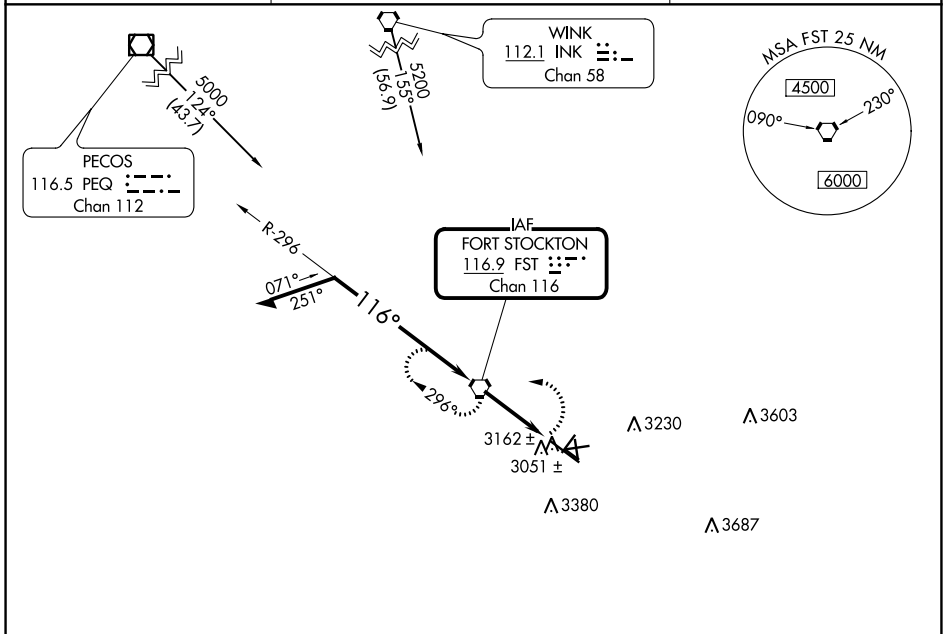 5000
124°
(43.7)
PECOS
116.5 PEQ
Chan 112
5200
155°
(56.9)
WINK
112.1 INK
Chan 58
MSA FST 25 NM
4500
090°
230°
6000
R-296
071°
251°
116°
296°
IAF
FORT STOCKTON
116.9 FST
Chan 116
3162 ±
3051 ±
3230
3603
3380
3687